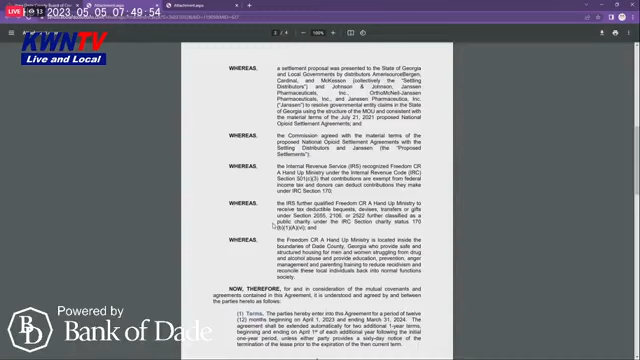 LIVE 13 2023_05_05 07:49:54
KWN TV
Live and Local
2 / 4 100%
WHEREAS, a settlement proposal was presented to the State of Georgia
and Local Governments by distributors AmerisourceBergen,
Cardinal, and McKesson (collectively the "Settling
Distributors") and Johnson & Johnson, Janssen
Pharmaceuticals, Inc., OrthoMcNeil-Janssen
Pharmaceuticals, Inc., and Janssen Pharmaceutica, Inc.
("Janssen") to resolve governmental entity claims in the State
of Georgia using the structure of the MOU and consistent with
the material terms of the July 21, 2021 proposed National
Opioid Settlement Agreements; and
WHEREAS, the Commission agreed with the material terms of the
proposed National Opioid Settlement Agreements with the
Settling Distributors and Janssen (the "Proposed
Settlements").
WHEREAS, the Internal Revenue Service (IRS) recognized Freedom CR
A Hand Up Ministry under the Internal Revenue Code (IRC)
Section 501(c)(3) that contributions are exempt from federal
income tax and donors can deduct contributions they make
under IRC Section 170.
WHEREAS, the IRS further qualified Freedom CR A Hand Up Ministry to
receive tax deductible bequests, devises, transfers or gifts
under Section 2055, 2106, or 2522 further classified as a
public charity under the IRC Section charity status 170
(b)(1)(A)(vi); and
WHEREAS, the Freedom CR A Hand Up Ministry is located inside the
boundaries of Dade County, Georgia, who provide safe and
structured housing for men and women struggling from drug
and alcohol abuse and provide education, prevention, anger
management and parenting training to reduce recidivism and
reconcile these local individuals back into normal functions
society.
NOW, THEREFORE, for and in consideration of the mutual covenants and
agreements contained in this Agreement, it is understood and agreed by and between
the parties hereto as follows:
(1) Terms. The parties hereby enter into this Agreement for a period of twelve
(12) months beginning on April 1, 2023 and ending March 31, 2024. The
agreement shall be extended automatically for two additional 1-year terms,
beginning and ending on April 1st of each additional year following the initial
one-year period, unless either party provides a sixty-day notice of the
termination of the lease prior to the expiration of the then current term.
Powered by
Bank of Dade